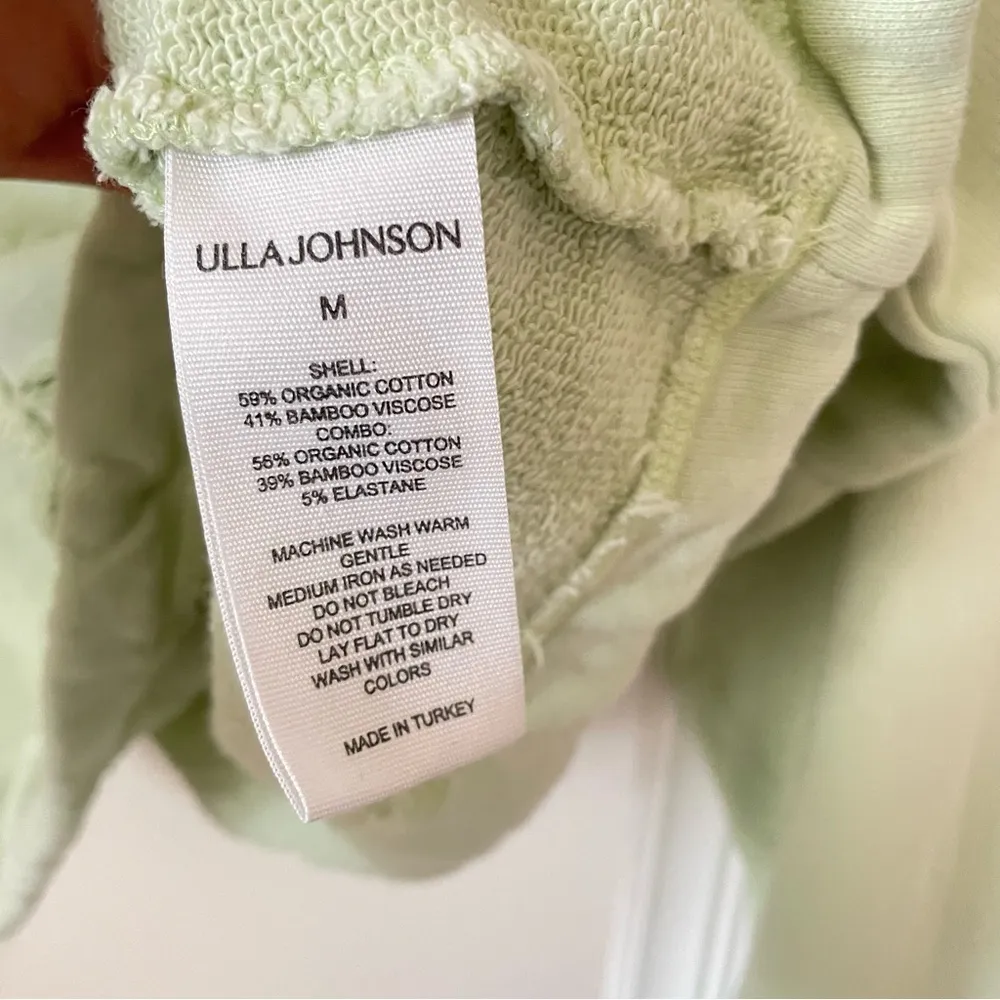 ULLA JOHNSON
M
SHELL:
59% ORGANIC COTTON
41% BAMBOO VISCOSE
COMBO:
56% ORGANIC COTTON
39% BAMBOO VISCOSE
5% ELASTANE
MACHINE WASH WARM
GENTLE
MEDIUM IRON AS NEEDED
DO NOT BLEACH
DO NOT TUMBLE DRY
LAY FLAT TO DRY
WASH WITH SIMILAR
COLORS
MADE IN TURKEY